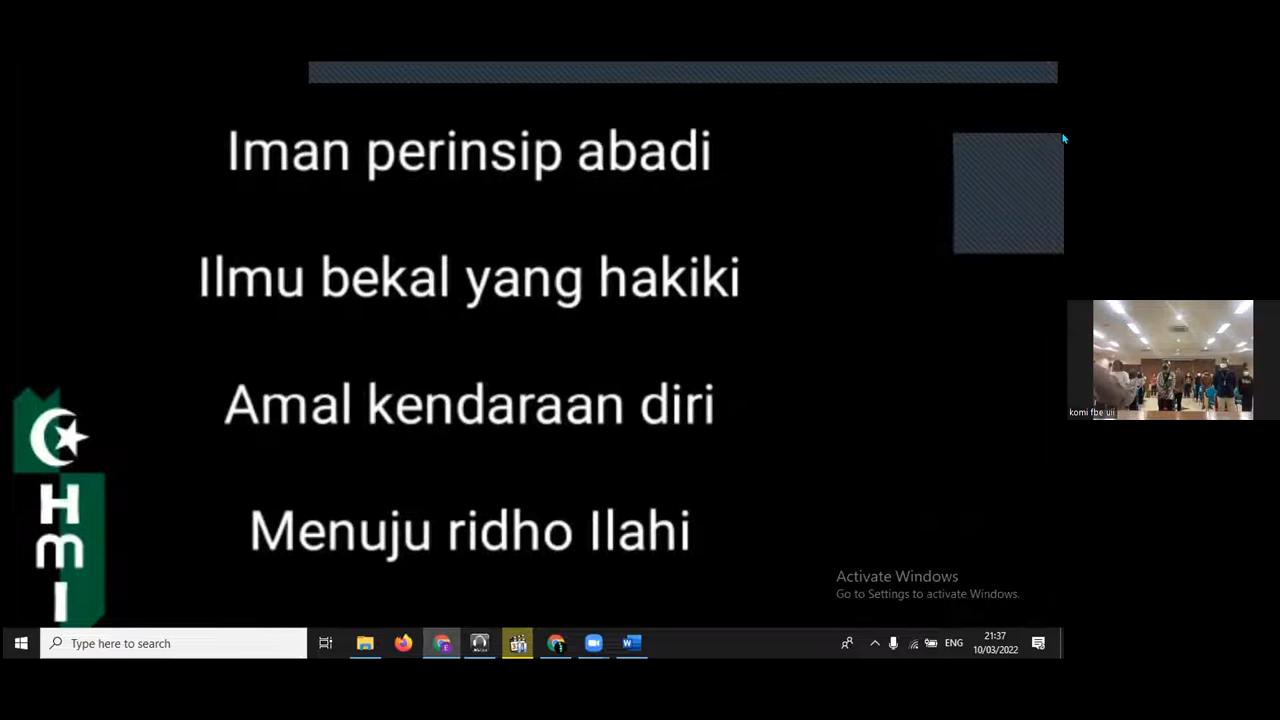 Iman perinsip abadi
Ilmu bekal yang hakiki
Amal kendaraan diri
Menuju ridho Ilahi
HMI
komi fbe uii
Activate Windows
Go to Settings to activate Windows.
Type here to search
ENG
21:37
10/03/2022